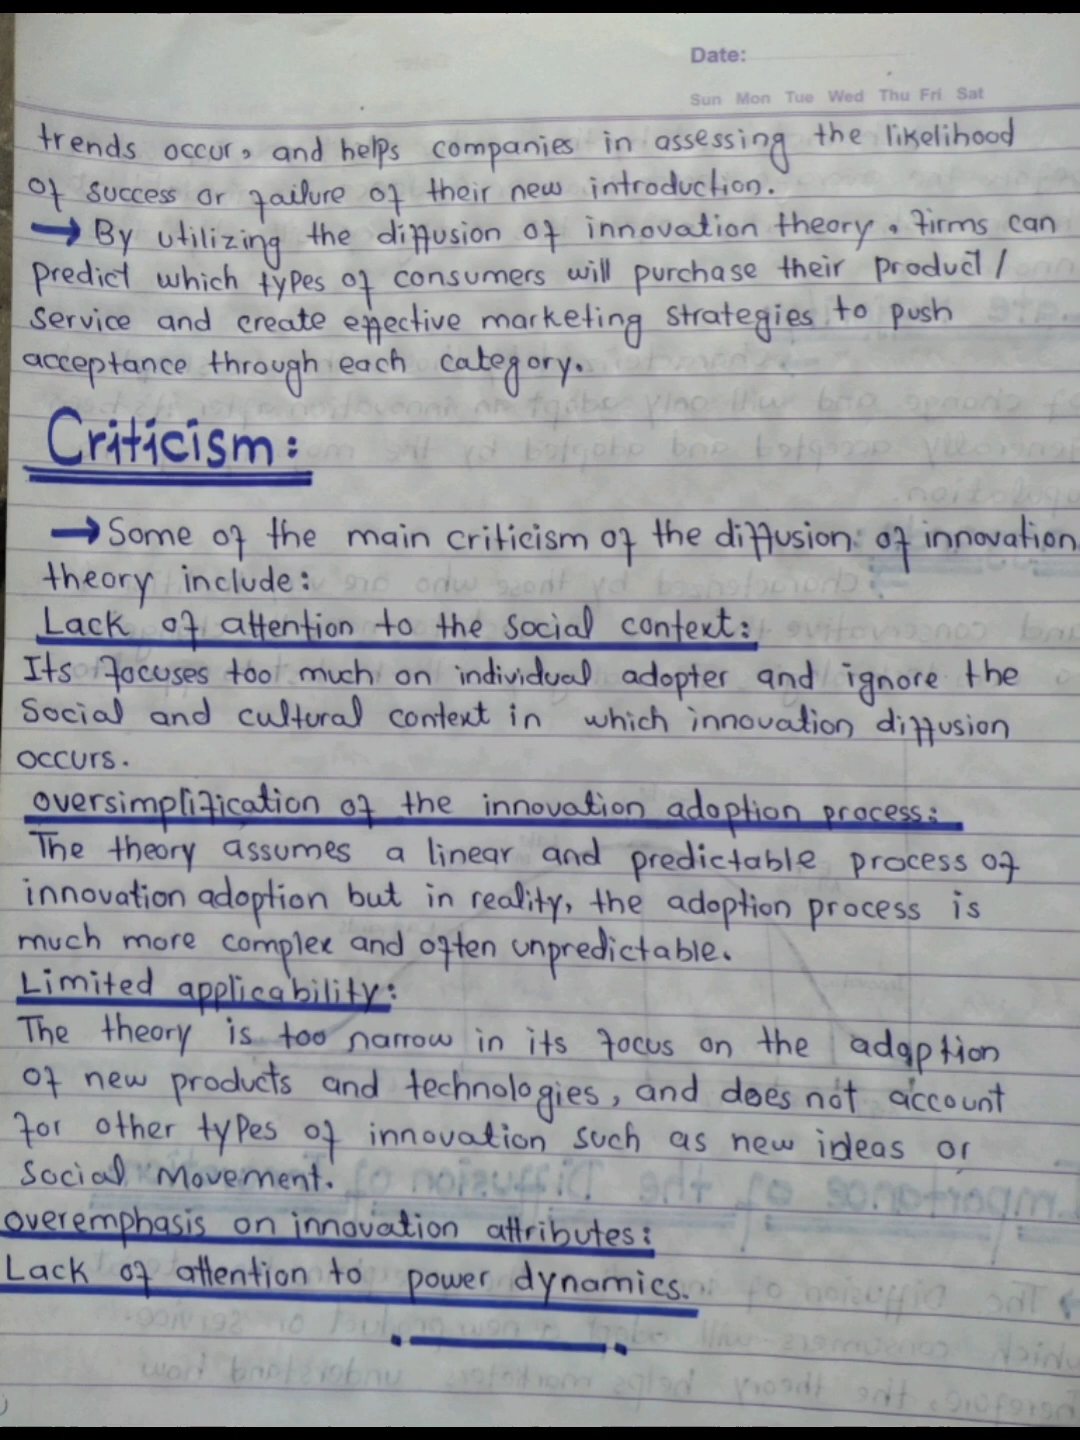 Date:
Sun Mon Tue Wed Thu Fri Sat
trends occur, and helps companies in assessing the likelihood
of success or failure of their new introduction.
→ By utilizing the diffusion of innovation theory, firms can
predict which types of consumers will purchase their product/
Service and create effective marketing strategies to push
acceptance through each category.
Criticism:
→ Some of the main criticism of the diffusion of innovation
theory include:
Lack of attention to the social context:
Its focuses too much on individual adopter and ignore the
Social and cultural context in which innovation diffusion
occurs.
oversimplification of the innovation adoption process:
The theory assumes a linear and predictable process of
innovation adoption but in reality, the adoption process is
much more complex and often unpredictable.
Limited applicability:
The theory is too narrow in its focus on the adoption
of new products and technologies, and does not account
for other types of innovation such as new ideas or
Social Movement.
overemphasis on innovation attributes:
Lack of attention to power dynamics.